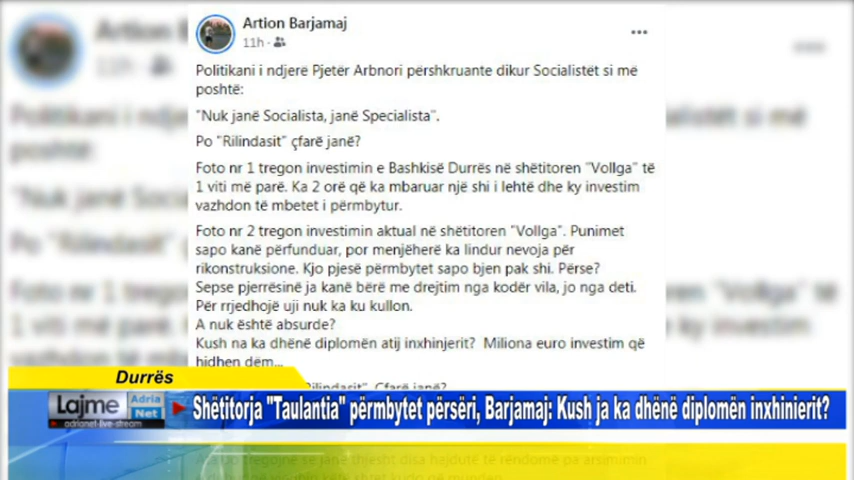 Artion Barjamaj
11h
Politikani i ndjerë Pjetër Arbnori përshkruante dikur Socialistët si më
poshtë:
"Nuk janë Socialista, janë Specialista".
Po "Rilindasit" çfarë janë?
Foto nr 1 tregon investimin e Bashkisë Durrës në shëtitoren "Vollga" të
1 viti më parë. Ka 2 orë që ka mbaruar një shi i lehtë dhe ky investim
vazhdon të mbetet i përmbytur.
Foto nr 2 tregon investimin aktual në shëtitoren "Vollga". Punimet
sapo kanë përfunduar, por menjëherë ka lindur nevoja për
rikonstruksione. Kjo pjesë përmbytet sapo bjen pak shi. Përse?
Sepse pjerrësinë ja kanë bërë me drejtim nga kodër vila, jo nga deti.
Për rrjedhojë uji nuk ka ku kullon.
A nuk është absurde?
Kush na ka dhënë diplomën atij inxhinjerit? Miliona euro investim që
hidhen dëm...
"Rilindasit". Çfarë janë?
Durrës
Lajme
Adria
Net
adrianet-live-stream
Shëtitorja "Taulantia" përmbytet përsëri, Barjamaj: Kush ja ka dhënë diplomën inxhinierit?